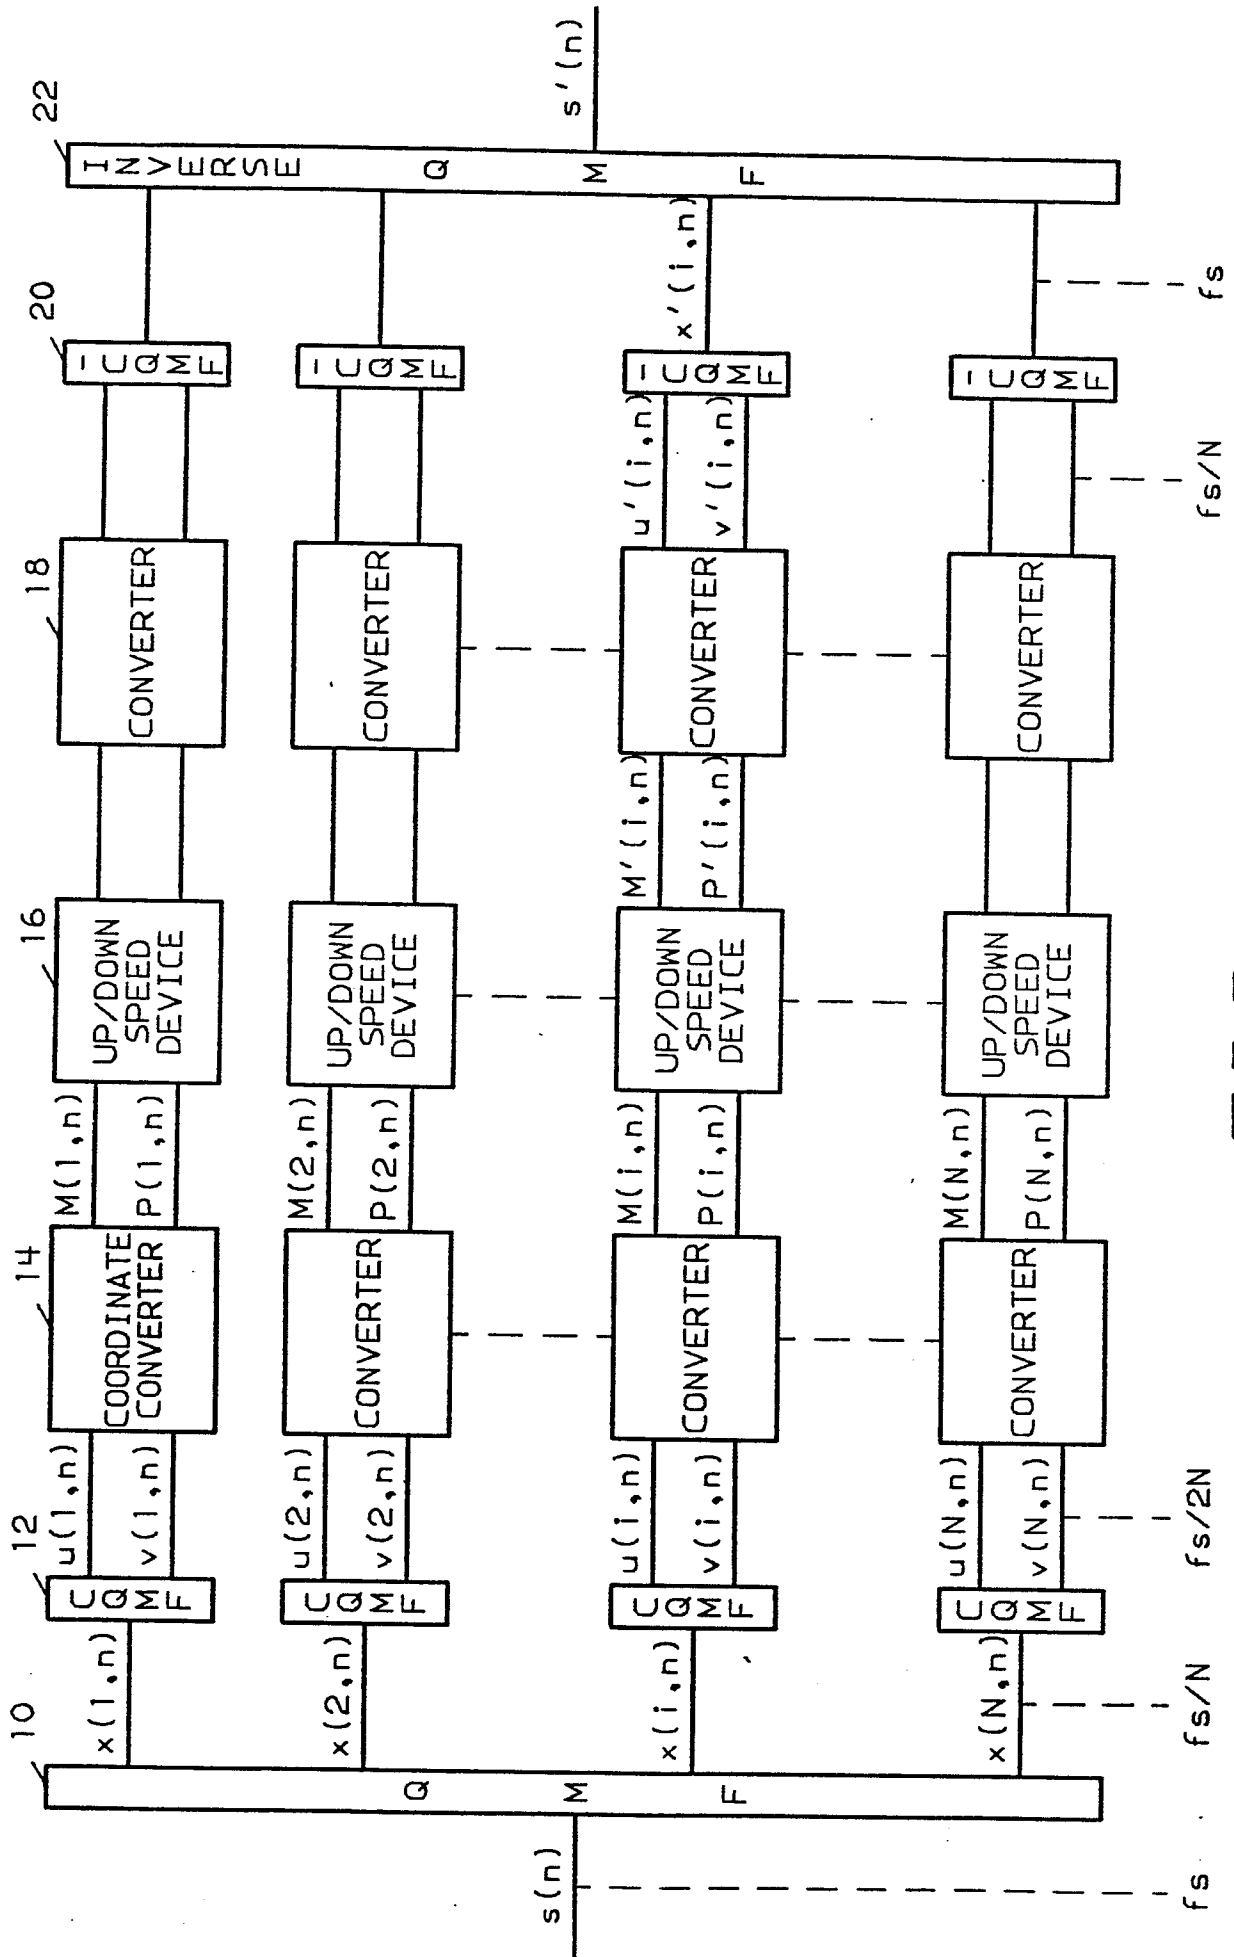 10 12 14 16 18 20 22
x(1,n) CQMF u(1,n) v(1,n) COORDINATE CONVERTER M(1,n) P(1,n) UP/DOWN SPEED DEVICE CONVERTER ICQMF
x(2,n) CQMF u(2,n) v(2,n) CONVERTER M(2,n) P(2,n) UP/DOWN SPEED DEVICE CONVERTER ICQMF
s(n) QMF
INVERSE QMF s'(n)
x(i,n) CQMF u(i,n) v(i,n) CONVERTER M(i,n) P(i,n) UP/DOWN SPEED DEVICE M'(i,n) P'(i,n) CONVERTER u'(i,n) v'(i,n) ICQMF x'(i,n)
x(N,n) CQMF u(N,n) v(N,n) CONVERTER M(N,n) P(N,n) UP/DOWN SPEED DEVICE CONVERTER ICQMF
fs fs/N fs/2N fs/N fs